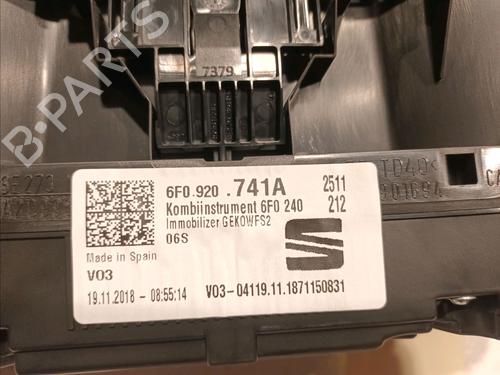 B-PARTS
7379
6F0.920 .741A 2511
Kombiinstrument 6F0 240 212
Immobilizer GEKOWFS2
06S
Made in Spain
V03
19.11.2018 - 08:55:14 V03-04119.11.1871150831